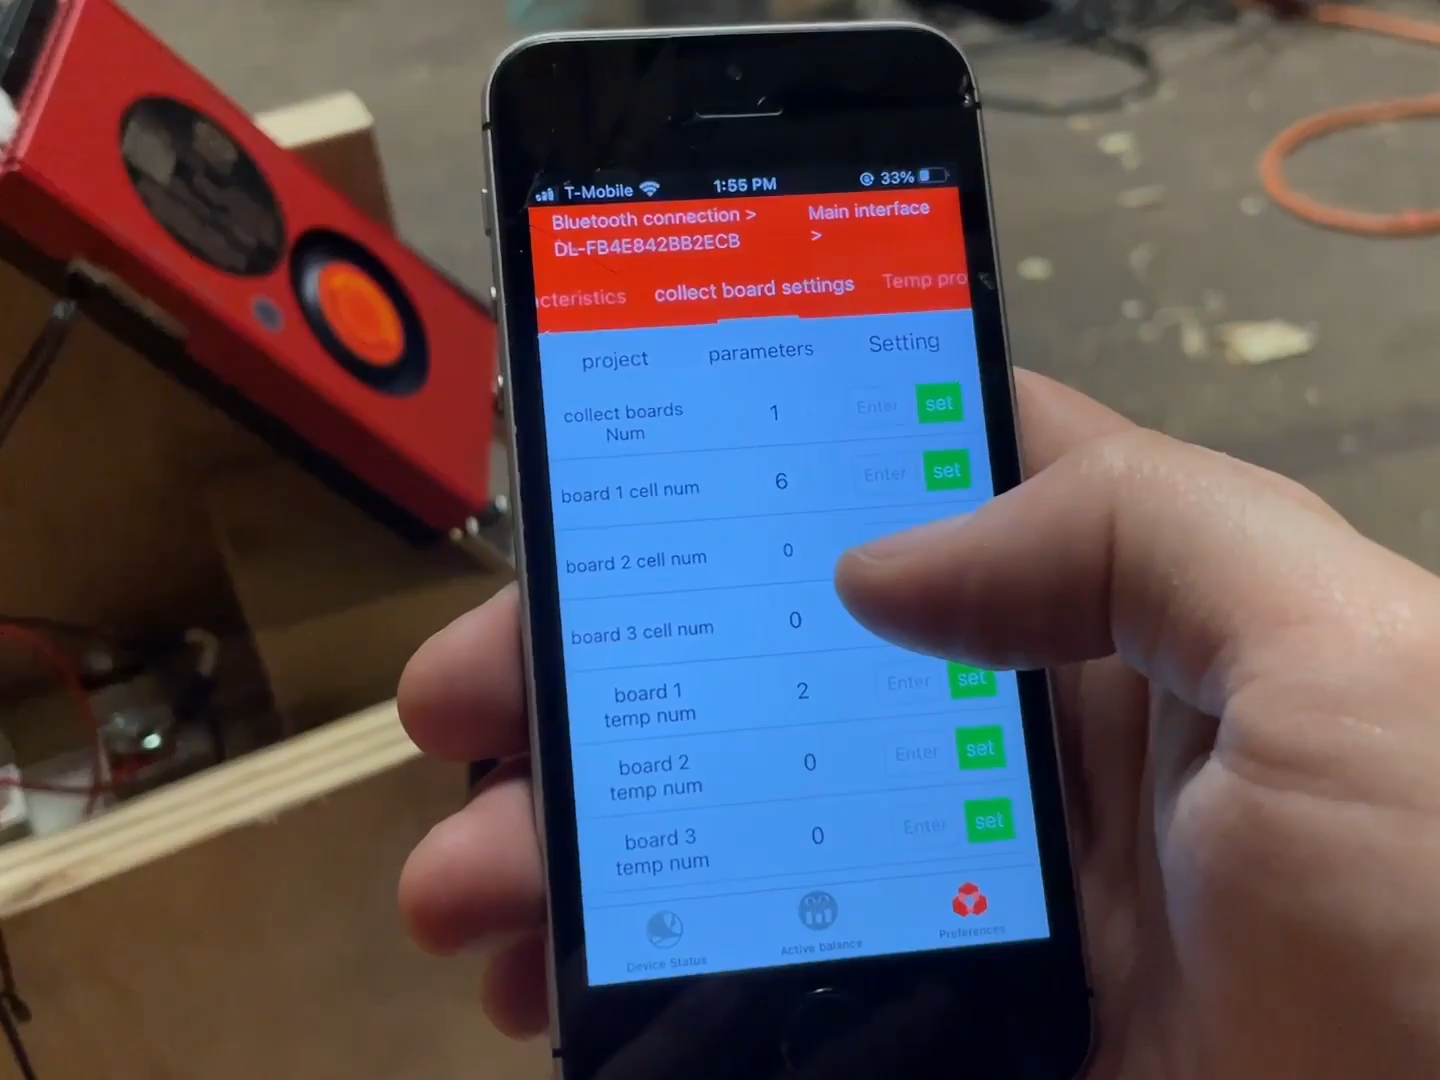 T-Mobile 1:55 PM 33%
Bluetooth connection > Main interface
DL-FB4E842BB2ECB >
cteristics collect board settings Temp pro
project parameters Setting
collect boards
Num 1 Enter set
board 1 cell num 6 Enter set
board 2 cell num 0
board 3 cell num 0
board 1
temp num 2 Enter set
board 2
temp num 0 Enter set
board 3
temp num 0 Enter set
Device Status Active balance Preferences